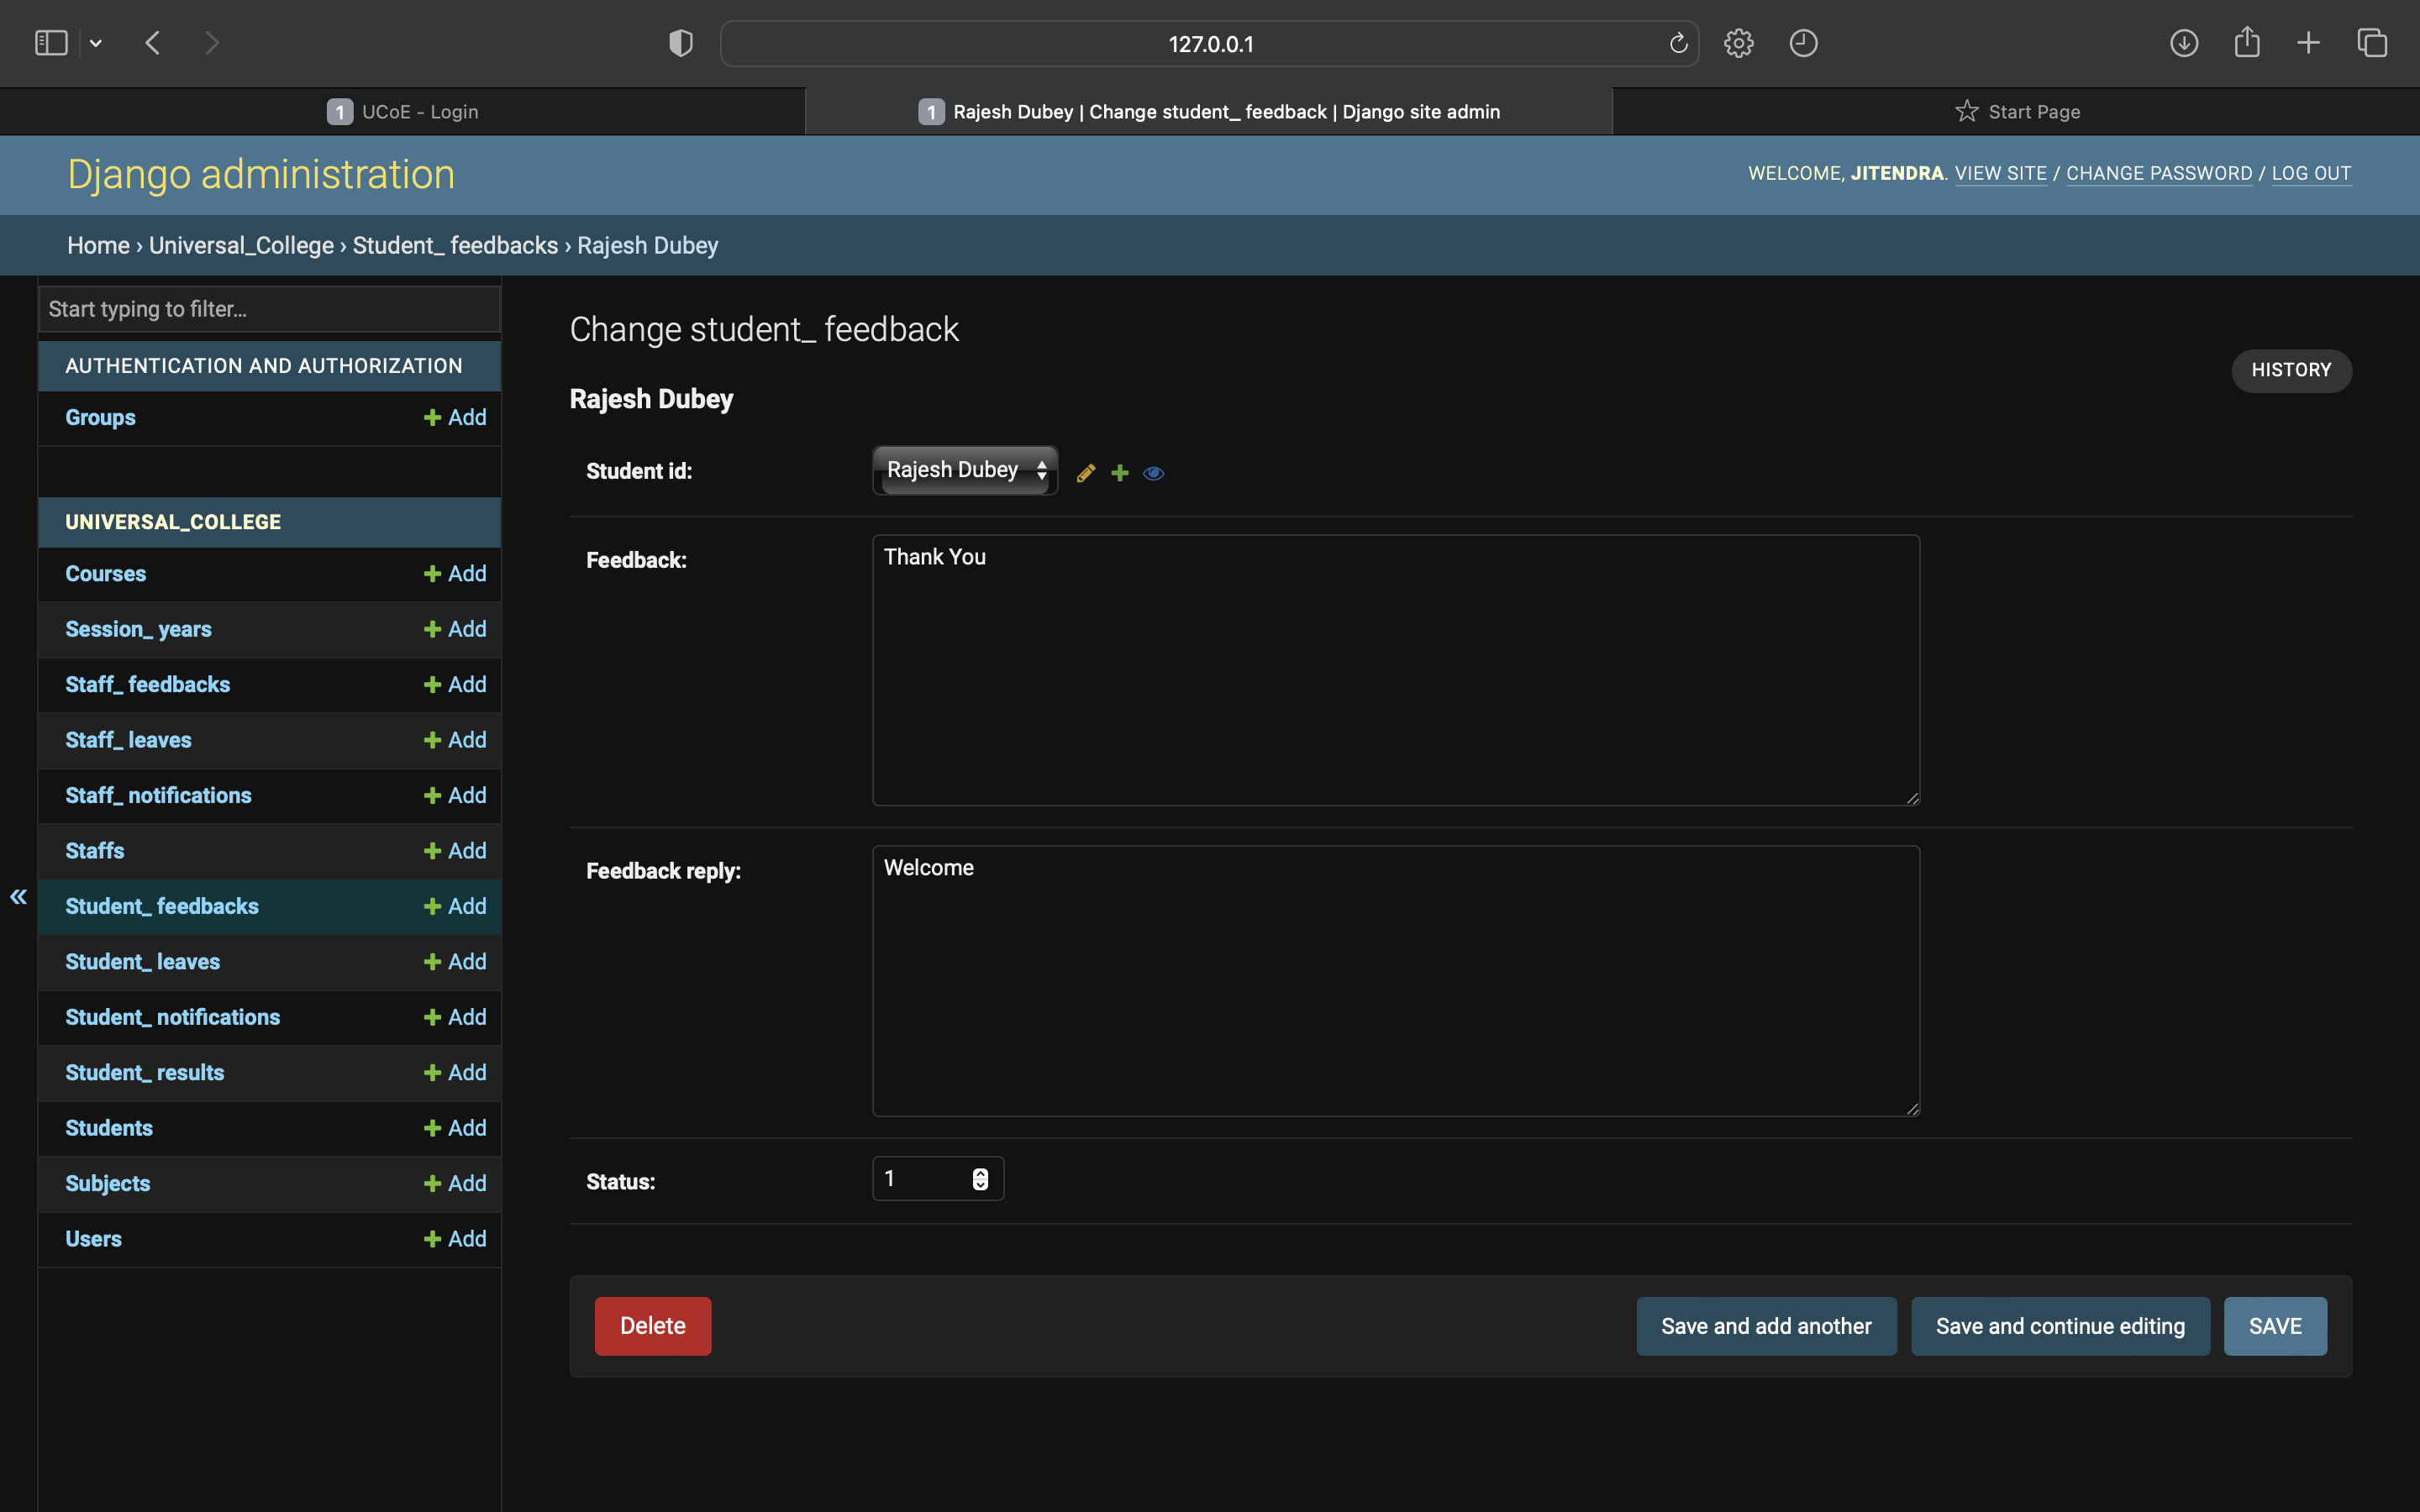 127.0.0.1
1 UCoE - Login
1 Rajesh Dubey | Change student_ feedback | Django site admin
Start Page
Django administration
WELCOME, JITENDRA. VIEW SITE / CHANGE PASSWORD / LOG OUT
Home › Universal_College › Student_ feedbacks › Rajesh Dubey
Start typing to filter...
AUTHENTICATION AND AUTHORIZATION
Groups + Add
UNIVERSAL_COLLEGE
Courses + Add
Session_ years + Add
Staff_ feedbacks + Add
Staff_ leaves + Add
Staff_ notifications + Add
Staffs + Add
«
Student_ feedbacks + Add
Student_ leaves + Add
Student_ notifications + Add
Student_ results + Add
Students + Add
Subjects + Add
Users + Add
Change student_ feedback
HISTORY
Rajesh Dubey
Student id: Rajesh Dubey
Feedback: Thank You
Feedback reply: Welcome
Status: 1
Delete
Save and add another
Save and continue editing
SAVE